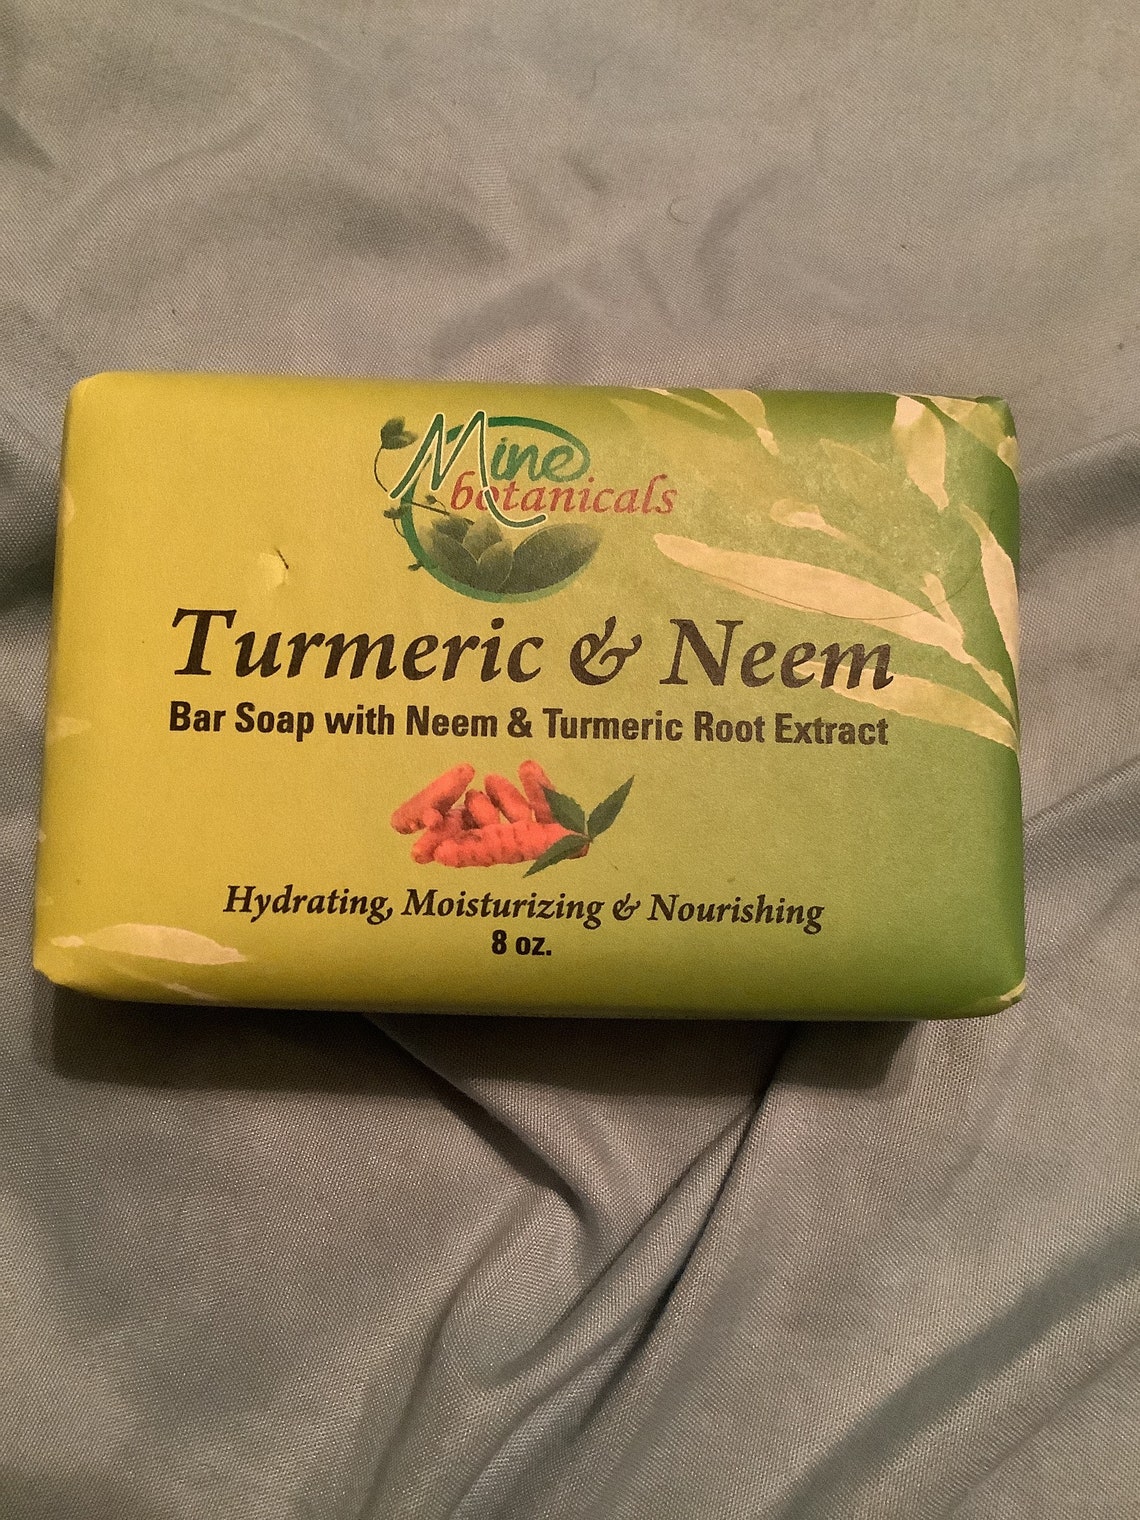 Mine
botanicals
Turmeric & Neem
Bar Soap with Neem & Turmeric Root Extract
Hydrating, Moisturizing & Nourishing
8 oz.